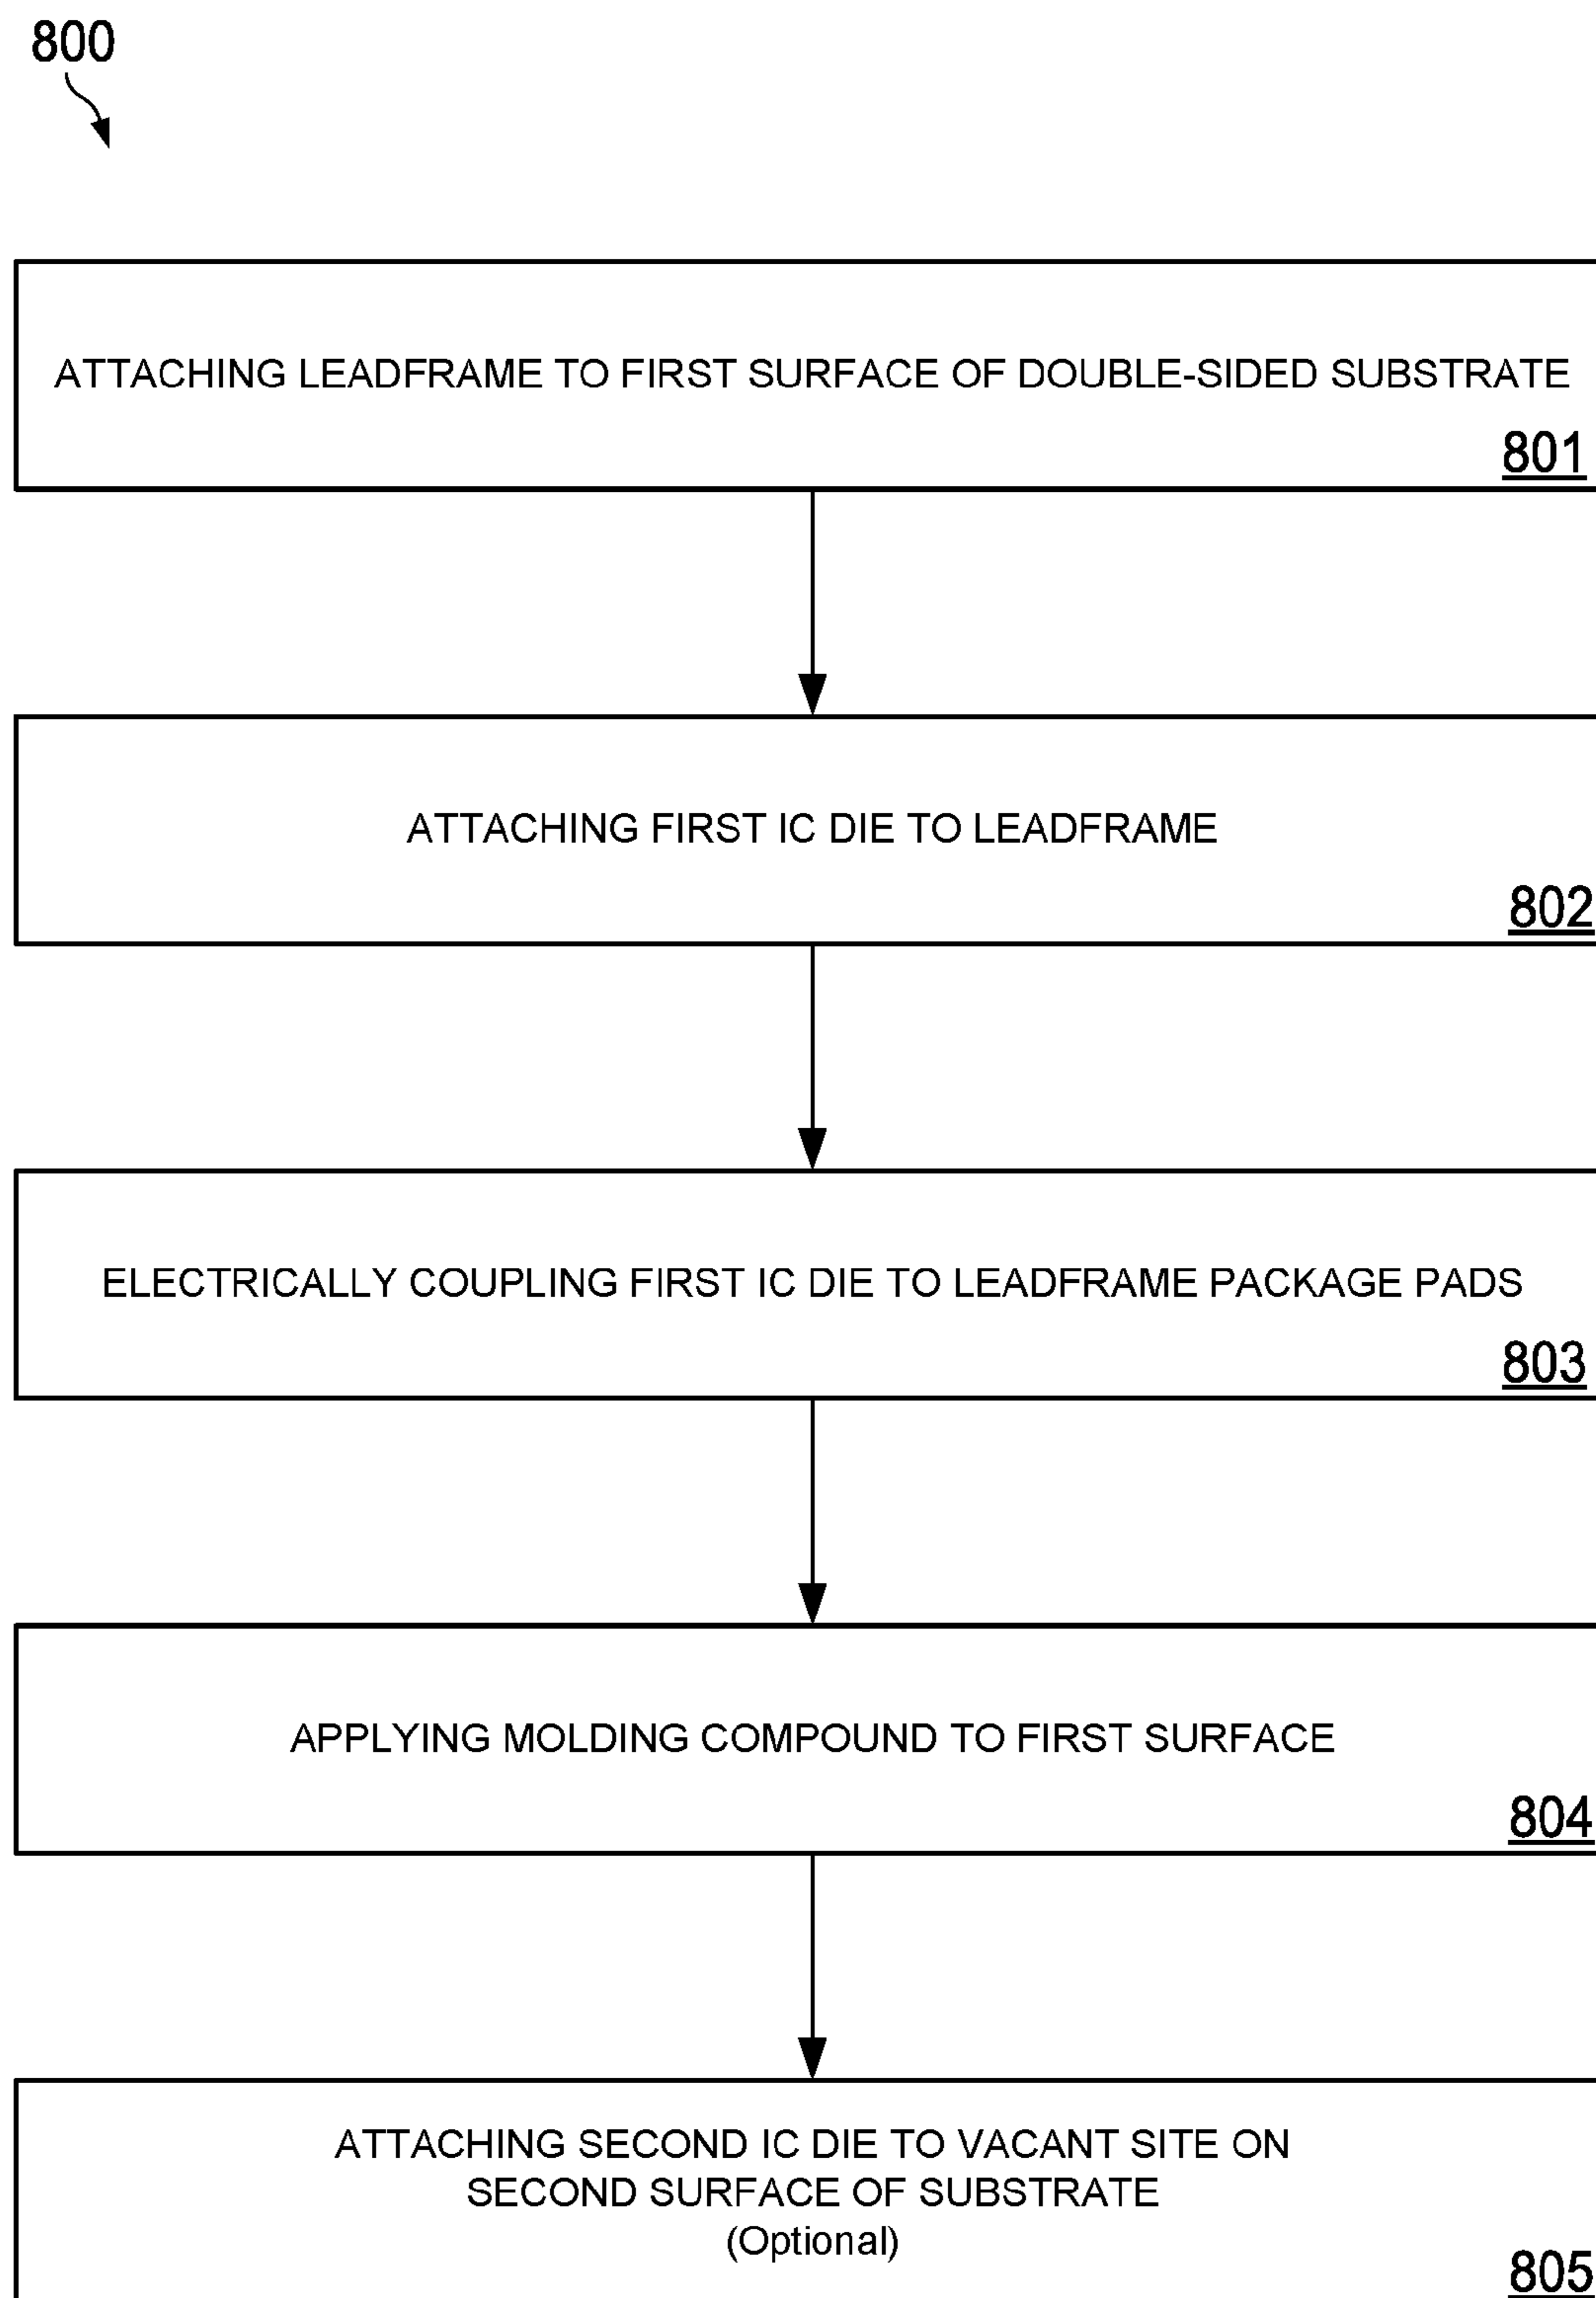 800
ATTACHING LEADFRAME TO FIRST SURFACE OF DOUBLE-SIDED SUBSTRATE
801
ATTACHING FIRST IC DIE TO LEADFRAME
802
ELECTRICALLY COUPLING FIRST IC DIE TO LEADFRAME PACKAGE PADS
803
APPLYING MOLDING COMPOUND TO FIRST SURFACE
804
ATTACHING SECOND IC DIE TO VACANT SITE ON
SECOND SURFACE OF SUBSTRATE
(Optional)
805